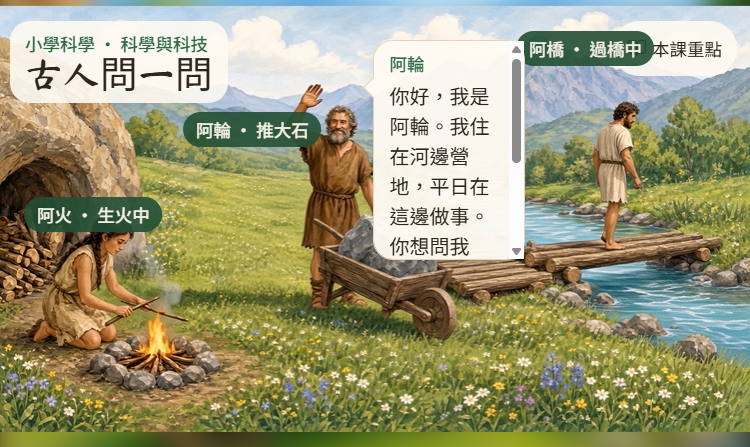 小學科學 · 科學與科技
古人問一問
阿輪 · 推大石
阿火 · 生火中
阿輪
你好，我是
阿輪。我住
在河邊營
地，平日在
這邊做事。
你想問我
阿橋 · 過橋中
本課重點